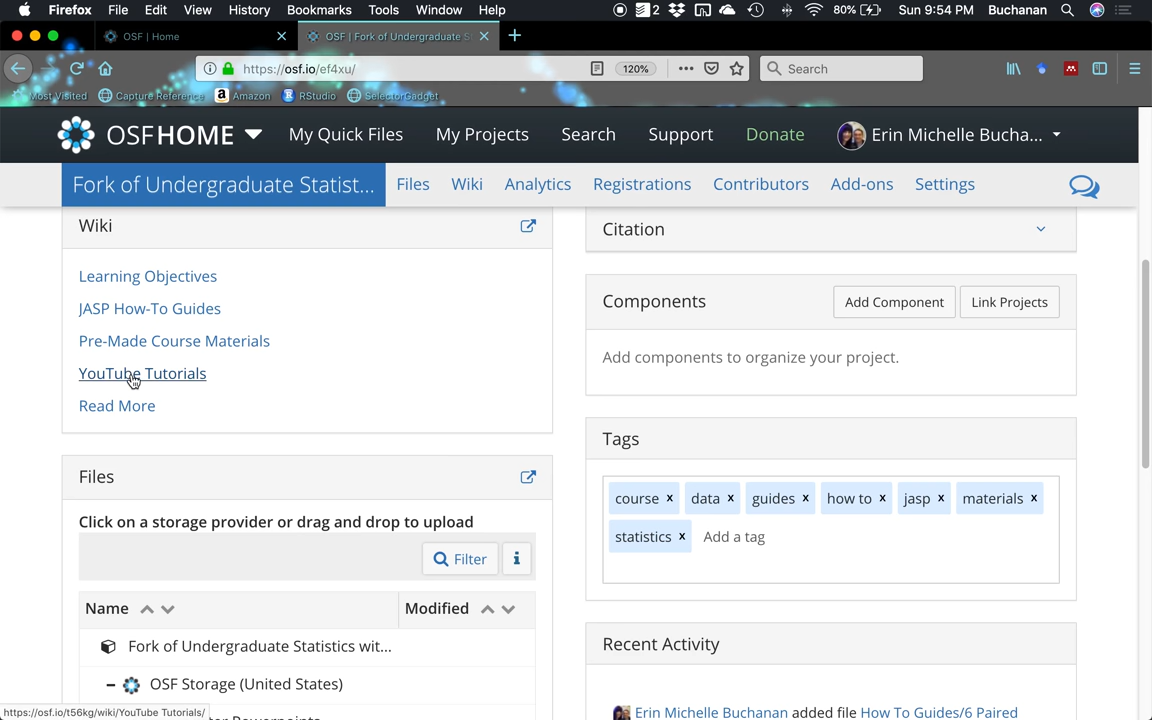 Firefox File Edit View History Bookmarks Tools Window Help 2 80% Sun 9:54 PM Buchanan
OSF | Home OSF | Fork of Undergraduate S
https://osf.io/ef4xu/ 120% Search
Most Visited Capture Reference Amazon RStudio SelectorGadget
OSFHOME My Quick Files My Projects Search Support Donate Erin Michelle Bucha...
Fork of Undergraduate Statist... Files Wiki Analytics Registrations Contributors Add-ons Settings
Wiki
Learning Objectives
JASP How-To Guides
Pre-Made Course Materials
YouTube Tutorials
Read More
Files
Click on a storage provider or drag and drop to upload
Filter
Name Modified
Fork of Undergraduate Statistics wit...
OSF Storage (United States)
Citation
Components Add Component Link Projects
Add components to organize your project.
Tags
course x data x guides x how to x jasp x materials x
statistics x Add a tag
Recent Activity
Erin Michelle Buchanan added file How To Guides/6 Paired
https://osf.io/t56kg/wiki/YouTube Tutorials/